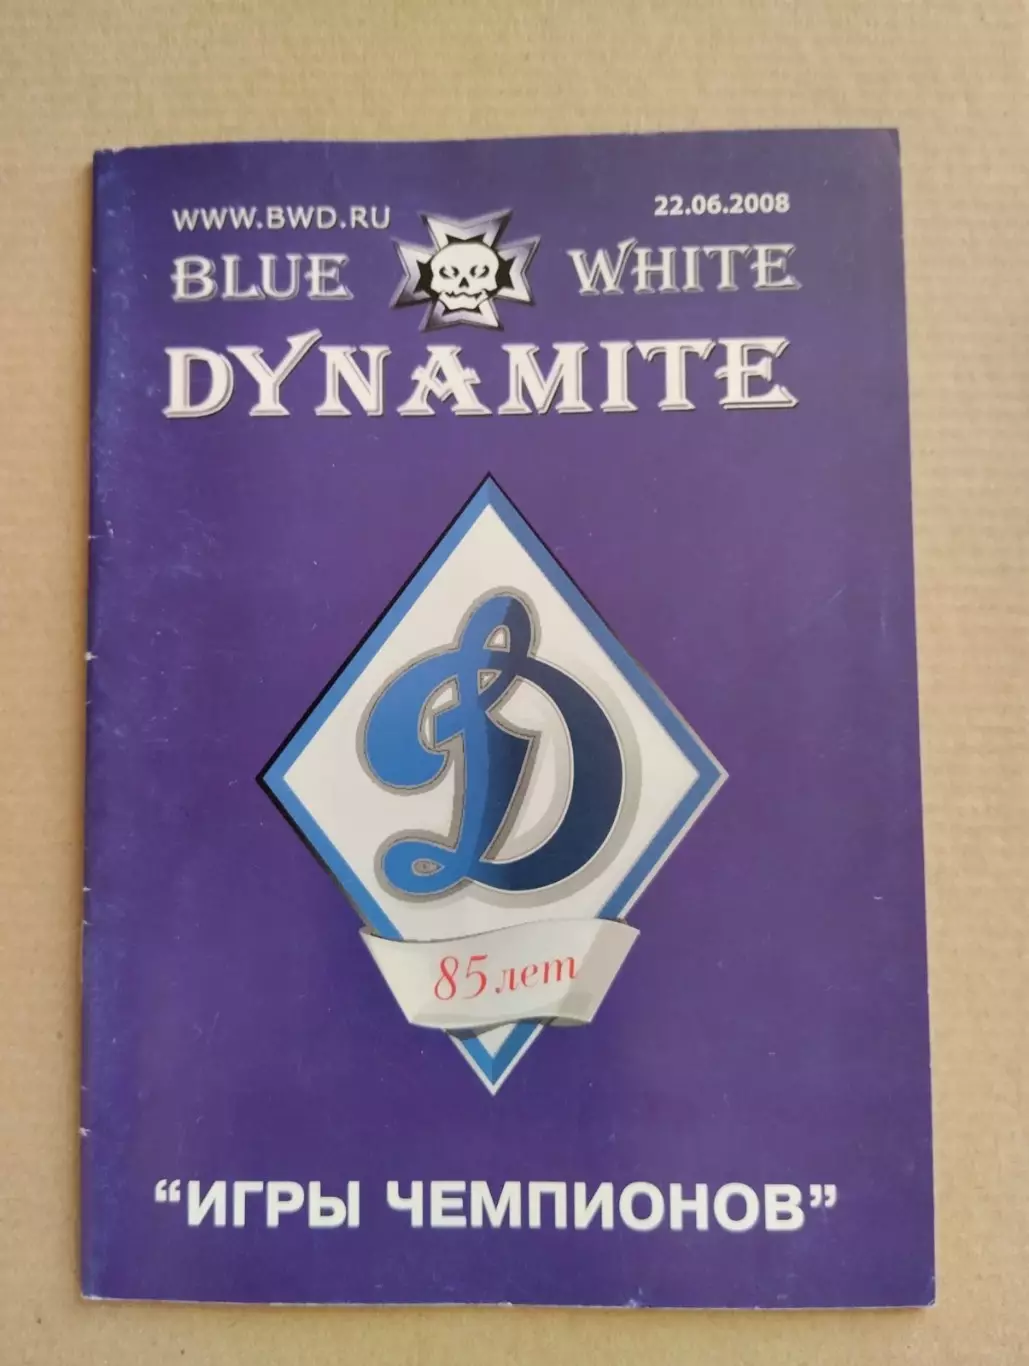 WWW.BWD.RU 22.06.2008
BLUE WHITE
DYNAMITE
Д
85 лет
“ИГРЫ ЧЕМПИОНОВ”